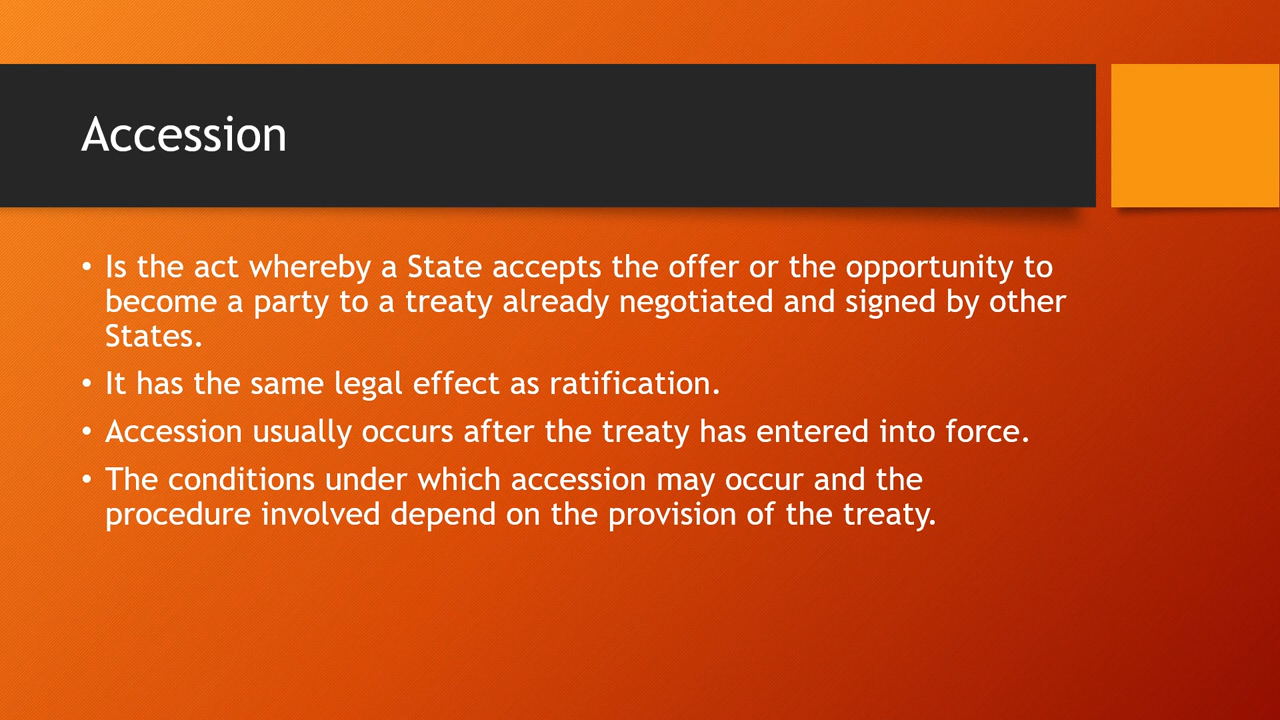 Accession
• Is the act whereby a State accepts the offer or the opportunity to
become a party to a treaty already negotiated and signed by other
States.
• It has the same legal effect as ratification.
• Accession usually occurs after the treaty has entered into force.
• The conditions under which accession may occur and the
procedure involved depend on the provision of the treaty.